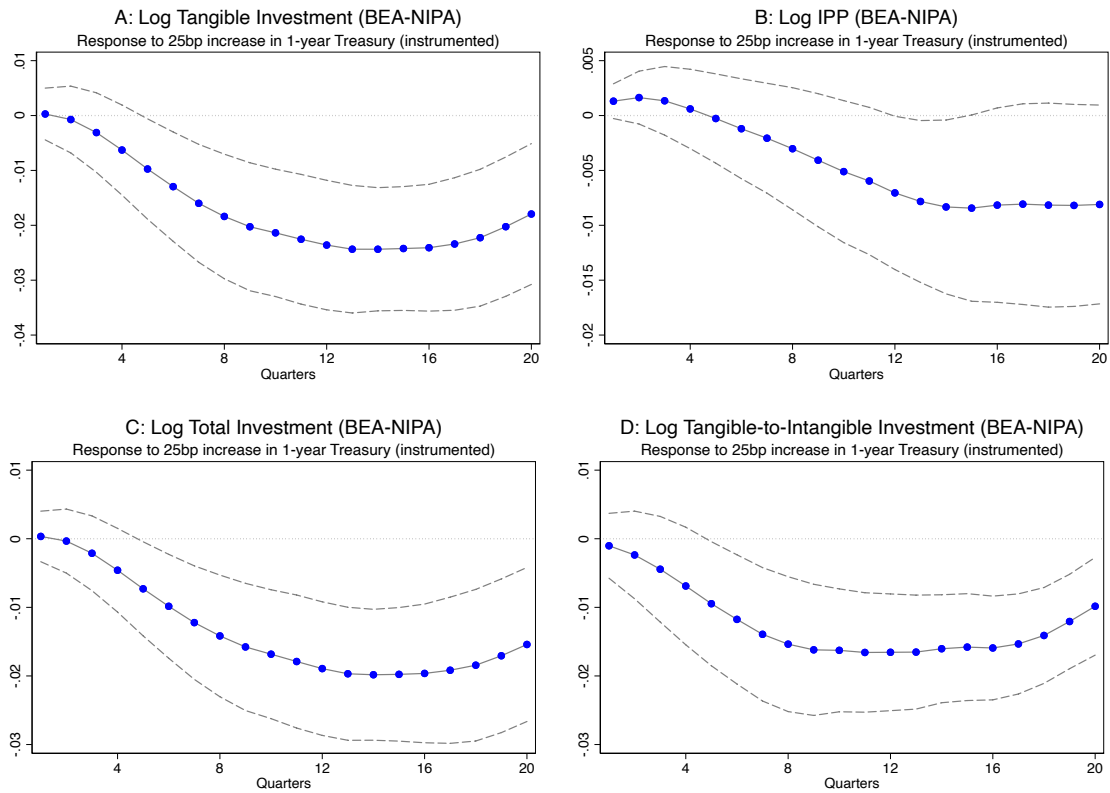 A: Log Tangible Investment (BEA-NIPA)
Response to 25bp increase in 1-year Treasury (instrumented)
.01
0
-.01
-.02
-.03
-.04
4 8 12 16 20
Quarters
B: Log IPP (BEA-NIPA)
Response to 25bp increase in 1-year Treasury (instrumented)
.005
0
-.005
-.01
-.015
-.02
4 8 12 16 20
Quarters
C: Log Total Investment (BEA-NIPA)
Response to 25bp increase in 1-year Treasury (instrumented)
.01
0
-.01
-.02
-.03
4 8 12 16 20
Quarters
D: Log Tangible-to-Intangible Investment (BEA-NIPA)
Response to 25bp increase in 1-year Treasury (instrumented)
.01
0
-.01
-.02
-.03
4 8 12 16 20
Quarters